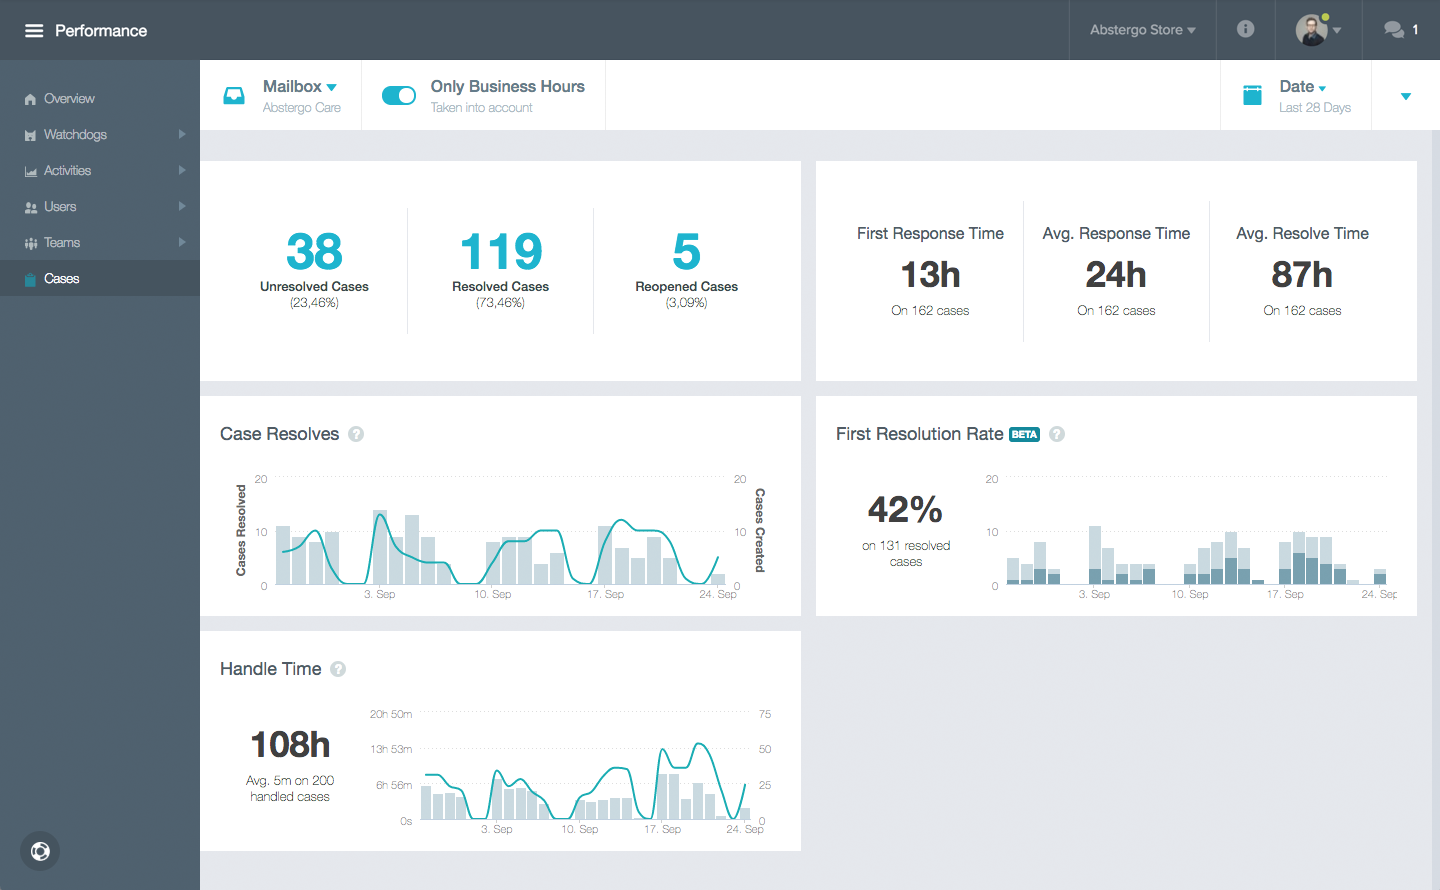 Performance
Abstergo Store
1
Overview
Watchdogs
Activities
Users
Teams
Cases
Mailbox
Abstergo Care
Only Business Hours
Taken into account
Date
Last 28 Days
38
Unresolved Cases
(23,46%)
119
Resolved Cases
(73,46%)
5
Reopened Cases
(3,09%)
First Response Time
13h
On 162 cases
Avg. Response Time
24h
On 162 cases
Avg. Resolve Time
87h
On 162 cases
Case Resolves ?
Cases Resolved
20
10
0
20
10
0
Cases Created
3. Sep
10. Sep
17. Sep
24. Sep
First Resolution Rate BETA ?
42%
on 131 resolved
cases
20
10
0
3. Sep
10. Sep
17. Sep
24. Sep
Handle Time ?
108h
Avg. 5m on 200
handled cases
20h 50m
13h 53m
6h 56m
0s
75
50
25
0
3. Sep
10. Sep
17. Sep
24. Sep